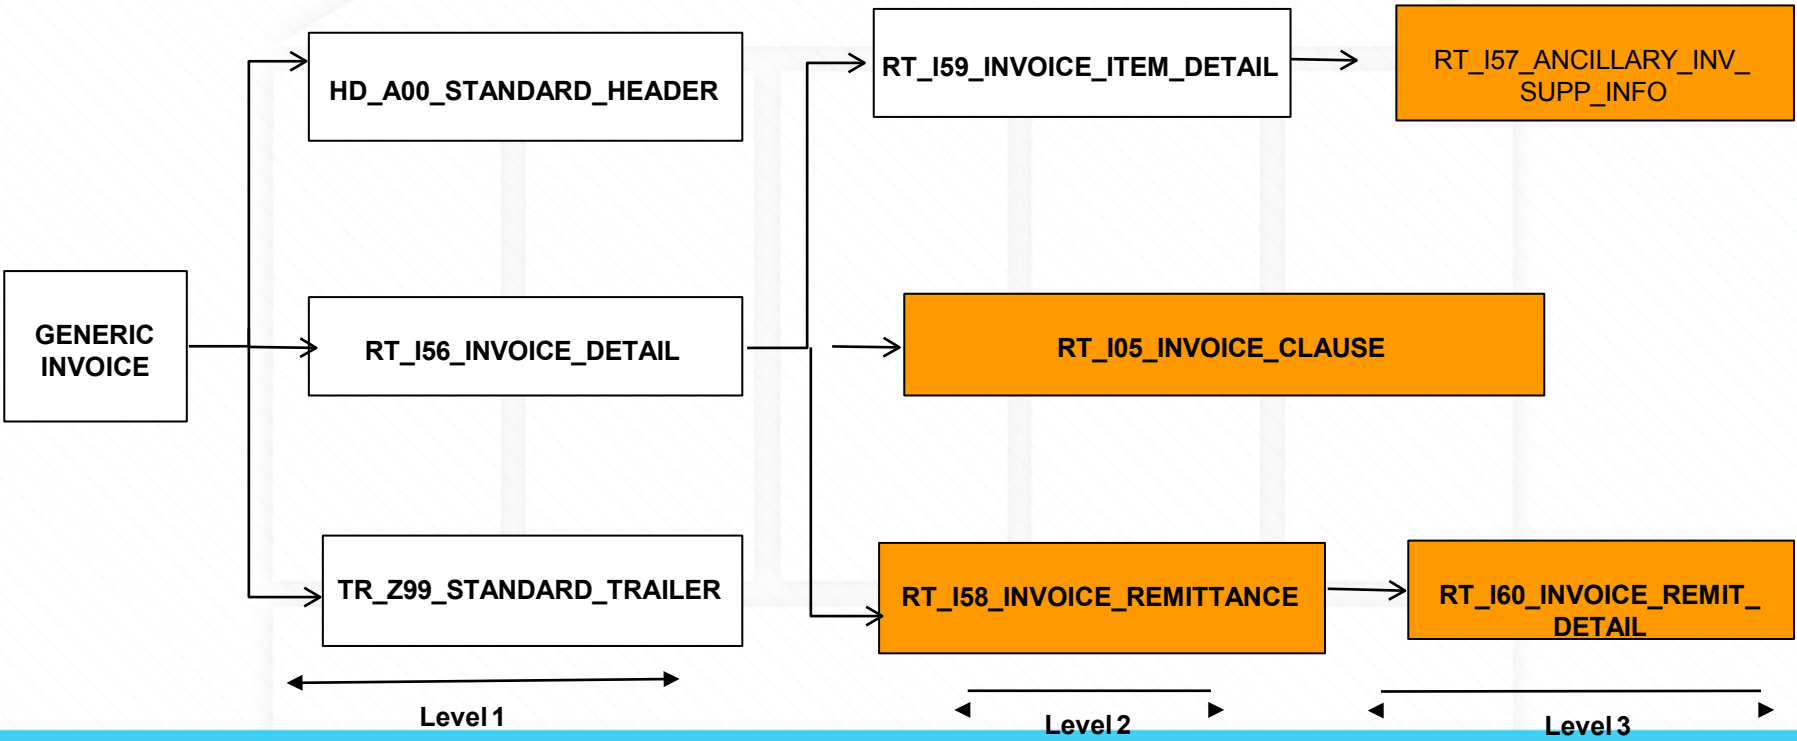 HD_A00_STANDARD_HEADER
RT_I59_INVOICE_ITEM_DETAIL
RT_I57_ANCILLARY_INV_
SUPP_INFO
GENERIC
INVOICE
RT_I56_INVOICE_DETAIL
RT_I05_INVOICE_CLAUSE
TR_Z99_STANDARD_TRAILER
RT_I58_INVOICE_REMITTANCE
RT_I60_INVOICE_REMIT_
DETAIL
Level 1
Level 2
Level 3